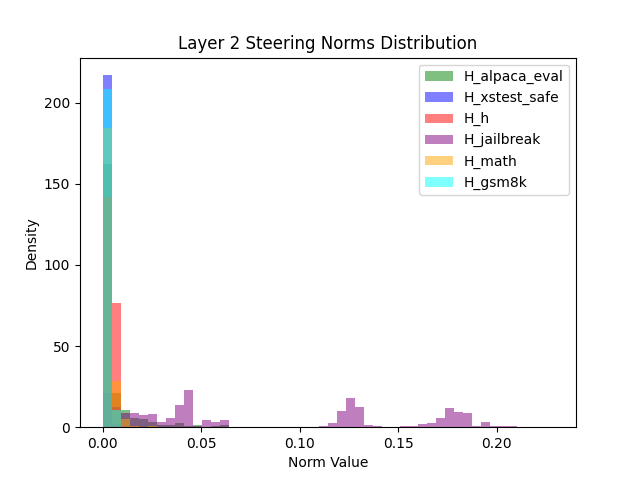 Layer 2 Steering Norms Distribution
H_alpaca_eval
H_xstest_safe
H_h
H_jailbreak
H_math
H_gsm8k
200
150
100
50
0
Density
0.00 0.05 0.10 0.15 0.20
Norm Value